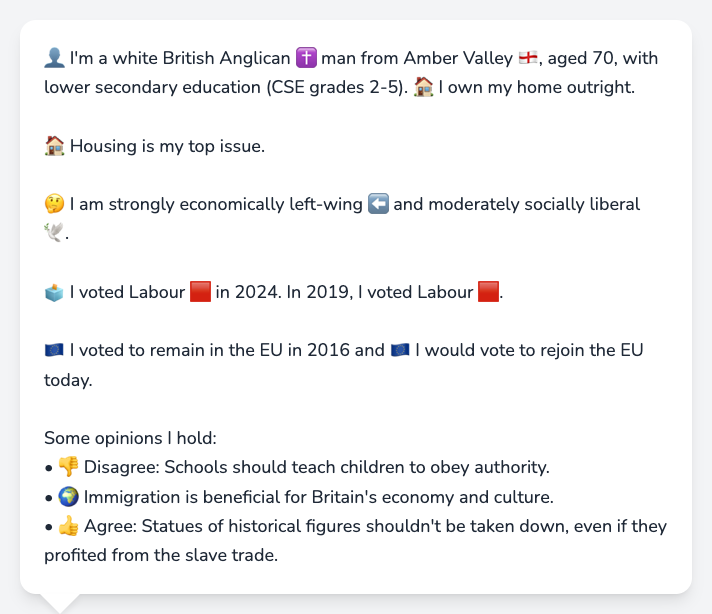 👤 I'm a white British Anglican ✝️ man from Amber Valley 🏴󠁧󠁢󠁥󠁮󠁧󠁿, aged 70, with
lower secondary education (CSE grades 2-5). 🏠 I own my home outright.
🏠 Housing is my top issue.
🤔 I am strongly economically left-wing ⬅️ and moderately socially liberal
🕊️.
🗳️ I voted Labour 🟥 in 2024. In 2019, I voted Labour 🟥.
🇪🇺 I voted to remain in the EU in 2016 and 🇪🇺 I would vote to rejoin the EU
today.
Some opinions I hold:
• 👎 Disagree: Schools should teach children to obey authority.
• 🌍 Immigration is beneficial for Britain's economy and culture.
• 👍 Agree: Statues of historical figures shouldn't be taken down, even if they
profited from the slave trade.